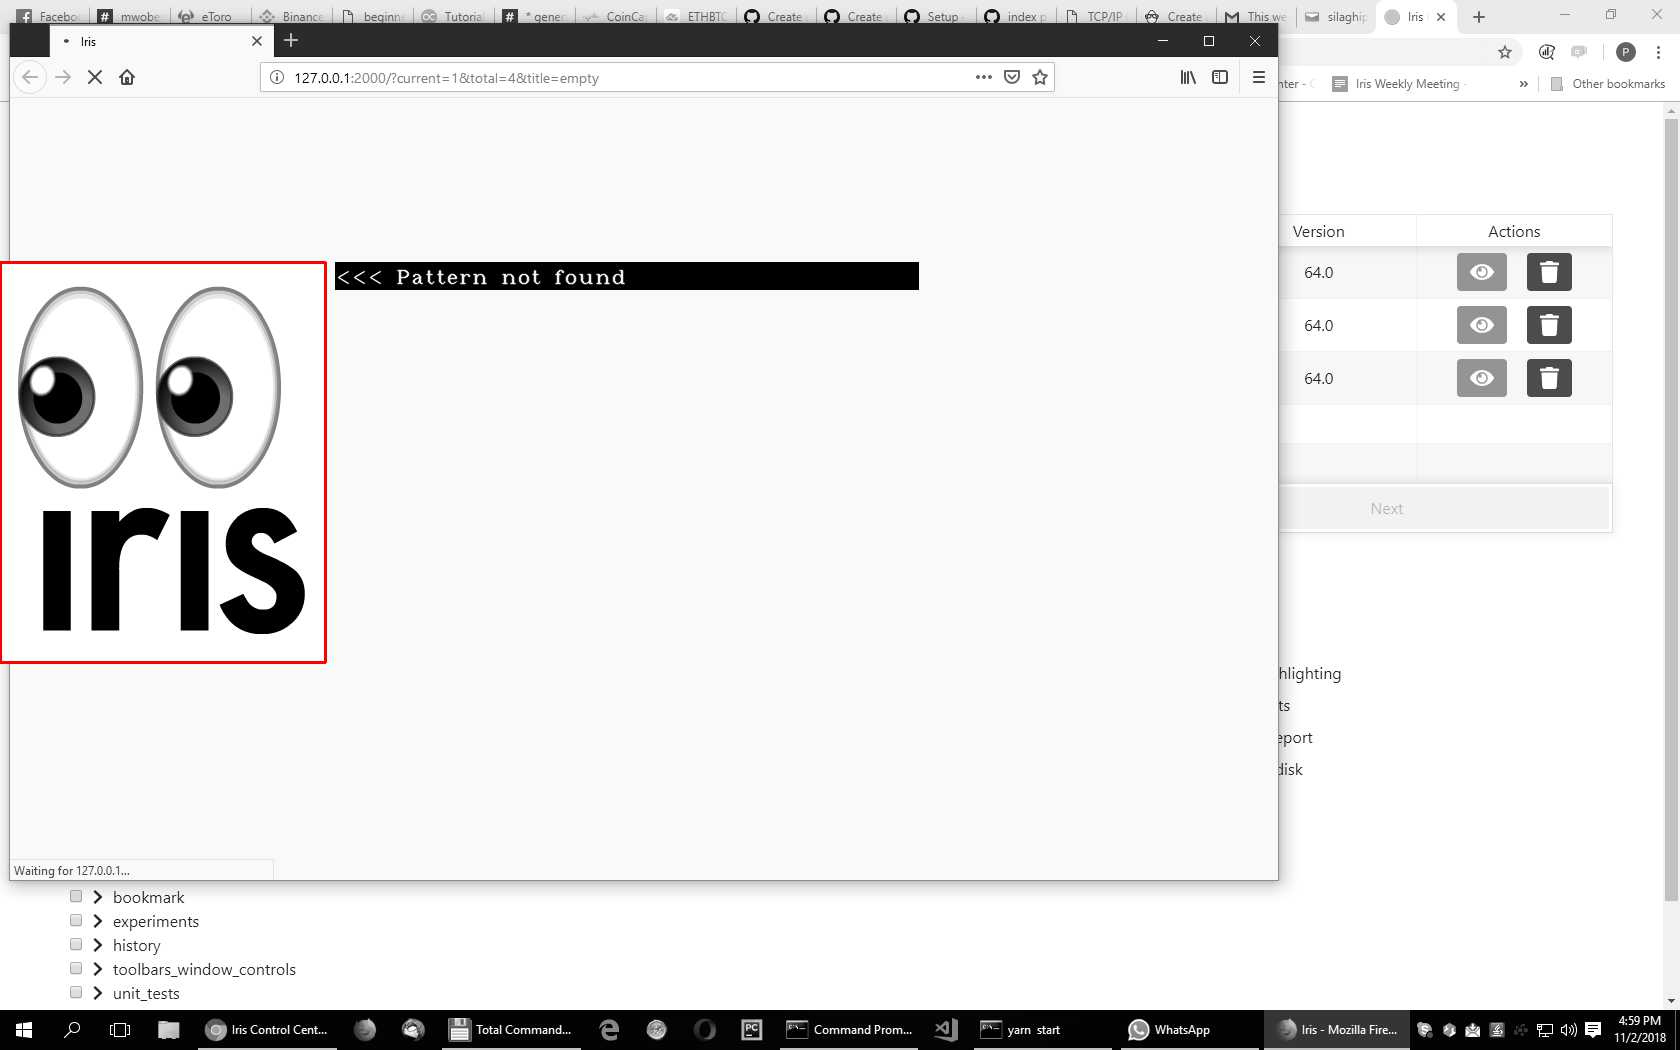 Facebo
mwobe
eToro
Binance
beginne
Tutorial
* gener
CoinCa
ETHBTC
Create
Create
Setup
index p
TCP/IP
Create
This we
silaghip
Iris
Iris
127.0.0.1:2000/?current=1&total=4&title=empty
P
nter -
Iris Weekly Meeting
»
Other bookmarks
<<< Pattern not found
iris
Version
Actions
64.0
64.0
64.0
Next
hlighting
ts
eport
disk
Waiting for 127.0.0.1...
bookmark
experiments
history
toolbars_window_controls
unit_tests
Iris Control Cent...
Total Command...
PC
Command Prom...
yarn start
WhatsApp
Iris - Mozilla Fire...
4:59 PM
11/2/2018